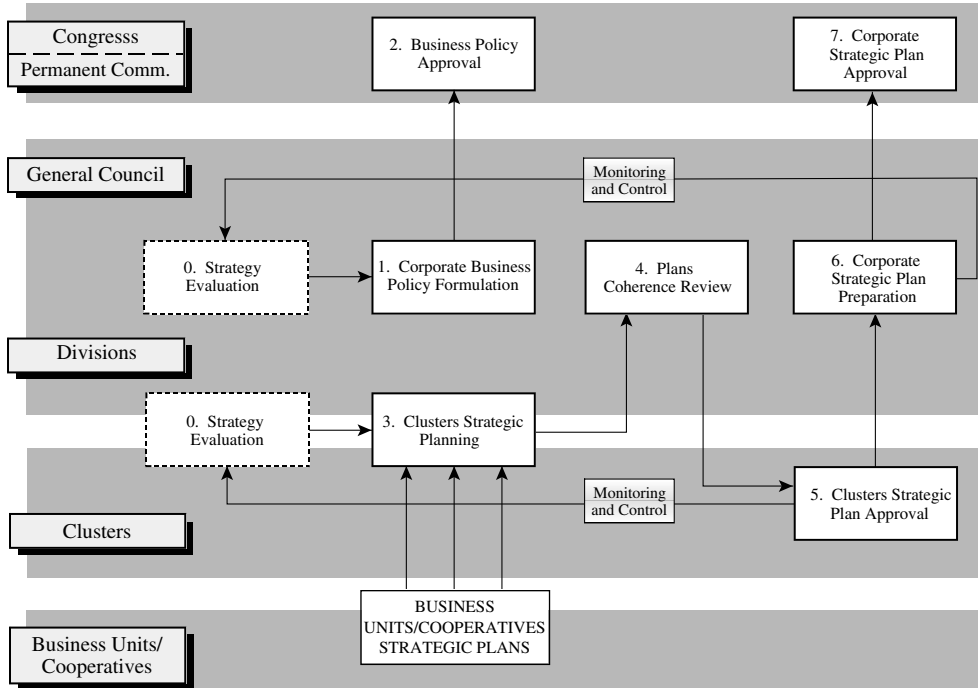 Congresss
Permanent Comm.
2. Business Policy
Approval
7. Corporate
Strategic Plan
Approval
General Council
Monitoring
and Control
0. Strategy
Evaluation
1. Corporate Business
Policy Formulation
4. Plans
Coherence Review
6. Corporate
Strategic Plan
Preparation
Divisions
0. Strategy
Evaluation
3. Clusters Strategic
Planning
Monitoring
and Control
5. Clusters Strategic
Plan Approval
Clusters
BUSINESS
UNITS/COOPERATIVES
STRATEGIC PLANS
Business Units/
Cooperatives